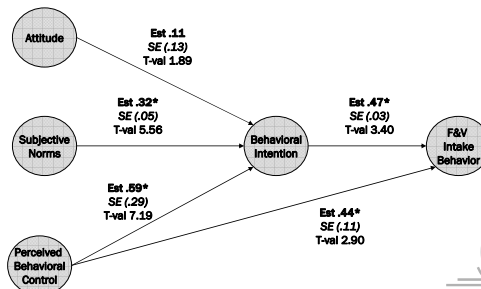 Attitude
Est .11
SE (.13)
T-val 1.89
Est .32*
SE (.05)
T-val 5.56
Est .47*
SE (.03)
T-val 3.40
Subjective
Norms
Behavioral
Intention
F&V
Intake
Behavior
Est .59*
SE (.29)
T-val 7.19
Est .44*
SE (.11)
T-val 2.90
Perceived
Behavioral
Control